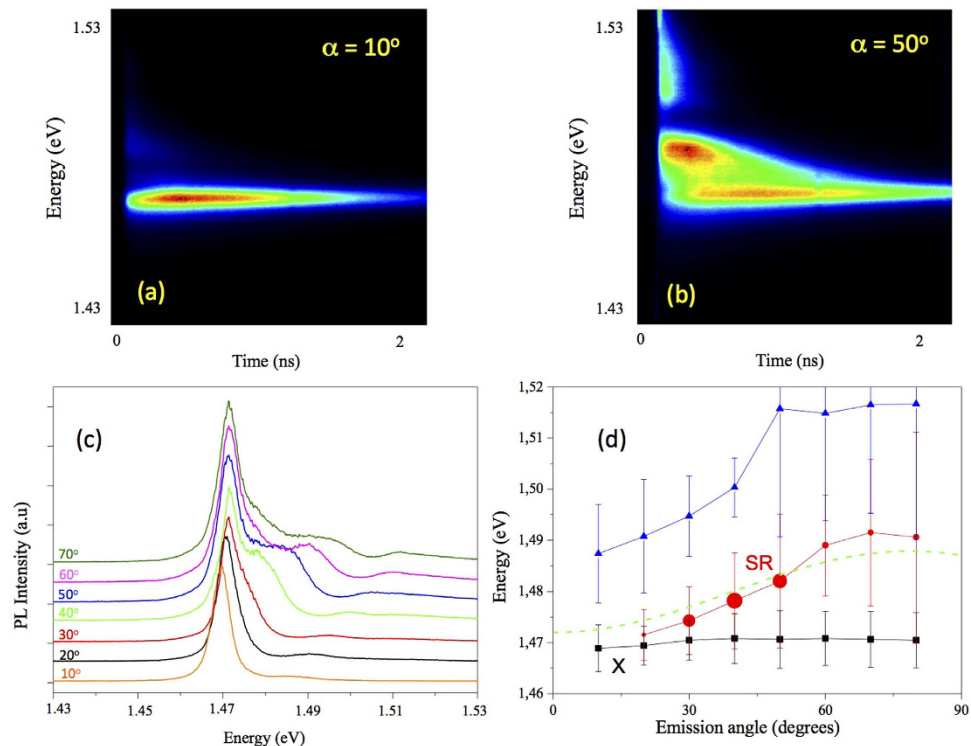 1.53
α = 10°
Energy (eV)
(a)
1.43
0
2
Time (ns)
1.53
α = 50°
Energy (eV)
(b)
1.43
0
2
Time (ns)
(c)
PL Intensity (a.u)
70°
60°
50°
40°
30°
20°
10°
1.43 1.45 1.47 1.49 1.51 1.53
Energy (eV)
1,52
(d)
1,51
1,50
Energy (eV)
1,49
SR
1,48
1,47
X
1,46
0 30 60 90
Emission angle (degrees)